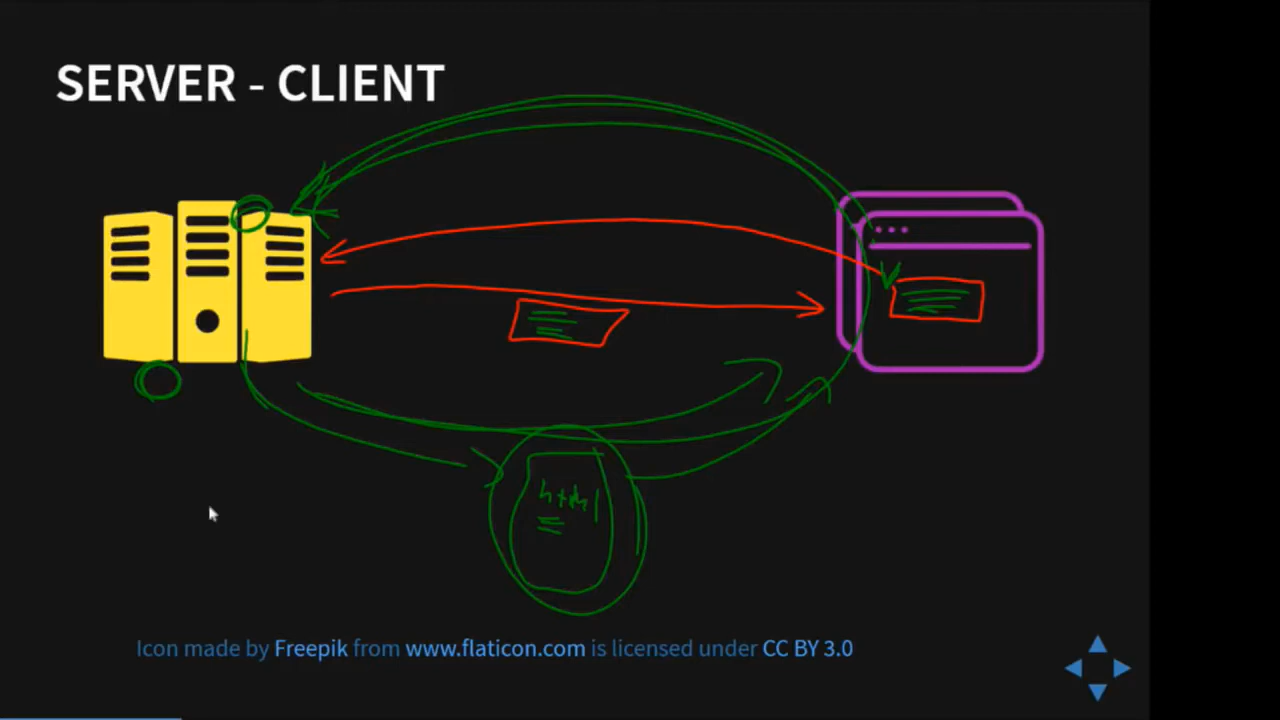 SERVER - CLIENT
html
Icon made by Freepik from www.flaticon.com is licensed under CC BY 3.0